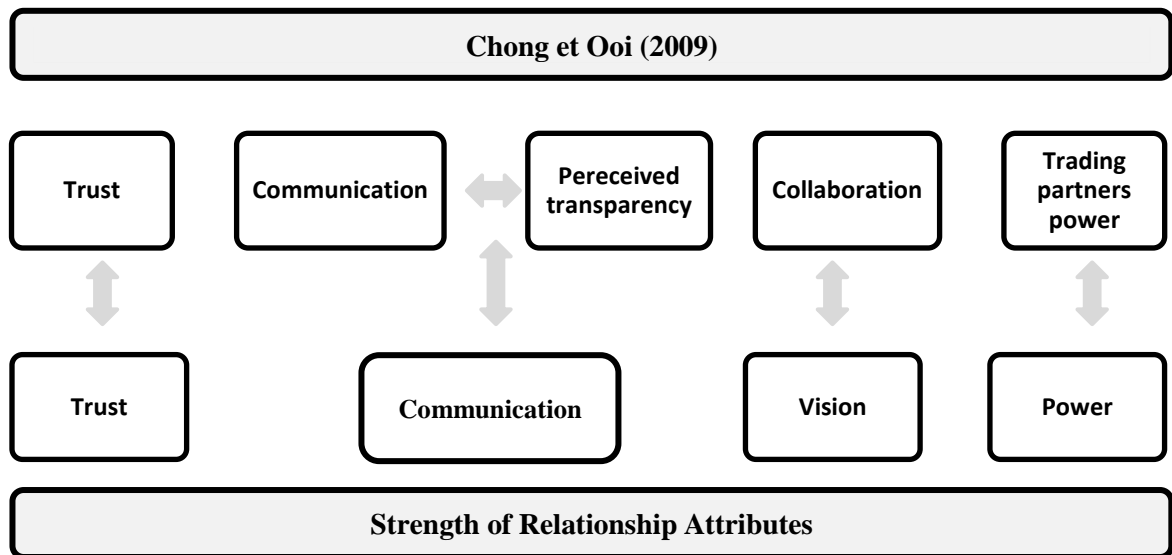 Chong et Ooi (2009)
Trust
Communication
Pereceived
transparency
Collaboration
Trading
partners
power
Trust
Communication
Vision
Power
Strength of Relationship Attributes